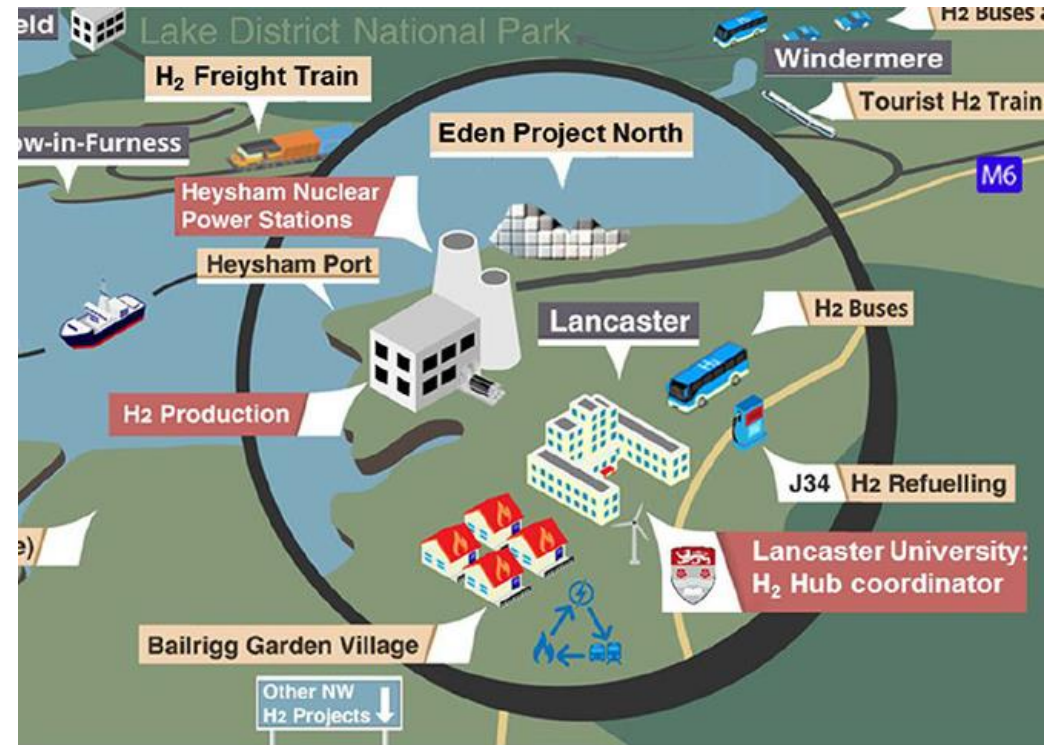 eld
Lake District National Park
H2 Buses &
Windermere
H₂ Freight Train
Tourist H2 Train
Eden Project North
ow-in-Furness
M6
Heysham Nuclear
Power Stations
Heysham Port
H2 Buses
Lancaster
H2 Production
J34 H2 Refuelling
e)
Lancaster University:
H₂ Hub coordinator
Bailrigg Garden Village
Other NW
H2 Projects